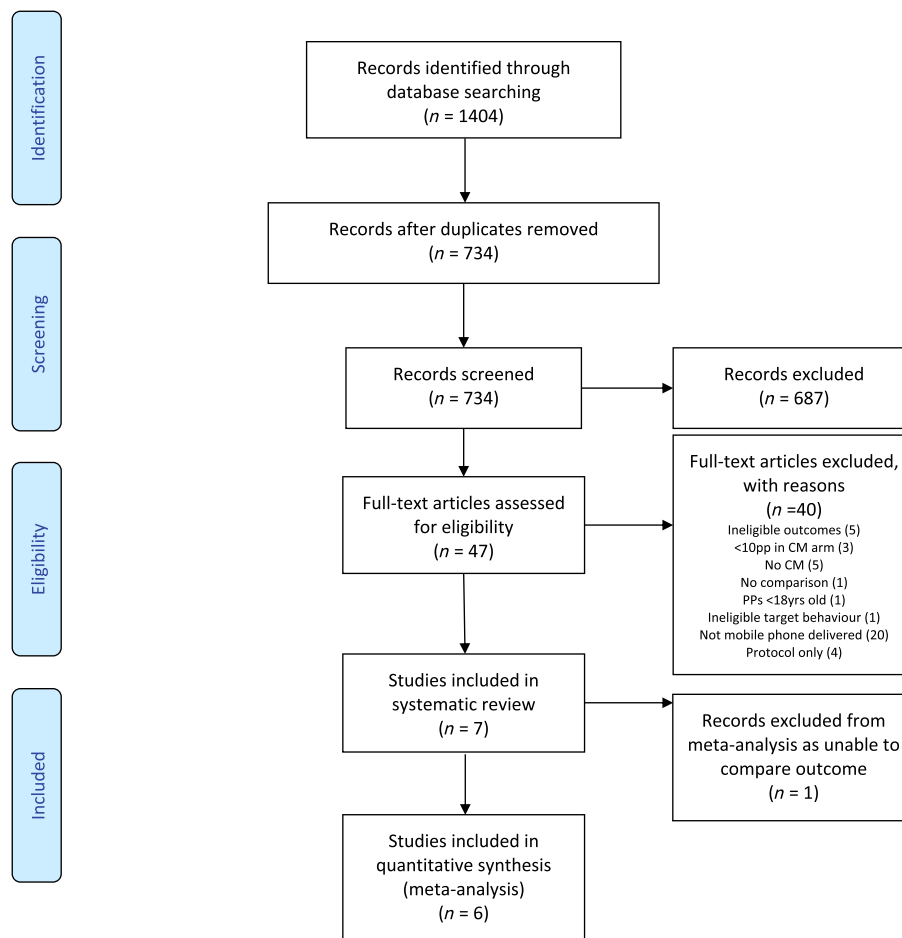 Identification
Records identified through
database searching
(n = 1404)
Records after duplicates removed
(n = 734)
Screening
Records screened
(n = 734)
Records excluded
(n = 687)
Eligibility
Full-text articles assessed
for eligibility
(n = 47)
Full-text articles excluded,
with reasons
(n =40)
Ineligible outcomes (5)
<10pp in CM arm (3)
No CM (5)
No comparison (1)
PPs <18yrs old (1)
Ineligible target behaviour (1)
Not mobile phone delivered (20)
Protocol only (4)
Included
Studies included in
systematic review
(n = 7)
Records excluded from
meta-analysis as unable to
compare outcome
(n = 1)
Studies included in
quantitative synthesis
(meta-analysis)
(n = 6)